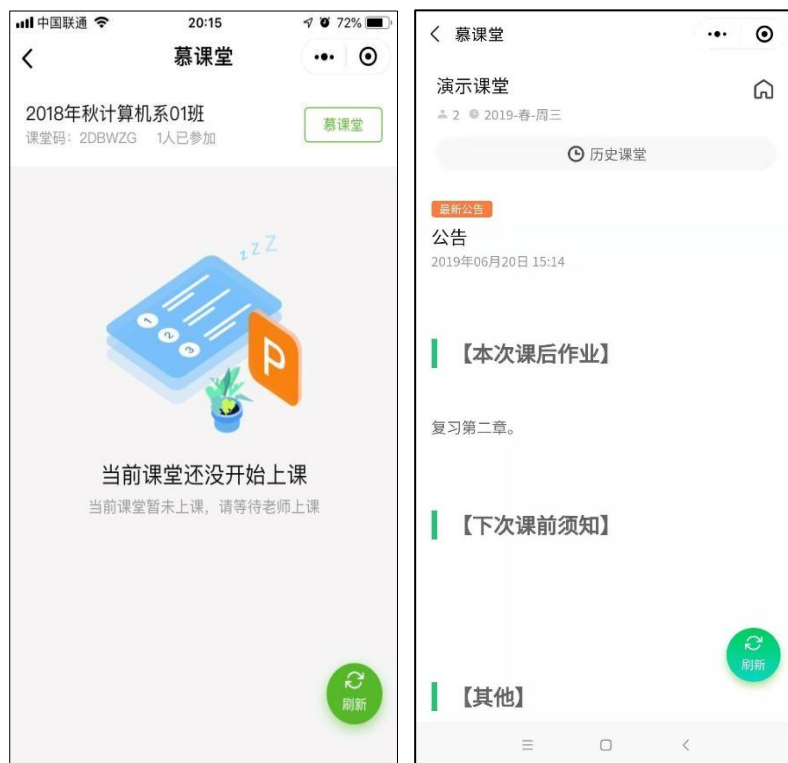 中国联通 20:15 72%
慕课堂
2018年秋计算机系01班
课堂码: 2DBWZG 1人已参加
慕课堂
z Z Z
1
2
3
P
当前课堂还没开始上课
当前课堂暂未上课，请等待老师上课
刷新
慕课堂
演示课堂
2 2019-春-周三
历史课堂
最新公告
公告
2019年06月20日 15:14
【本次课后作业】
复习第二章。
【下次课前须知】
刷新
【其他】